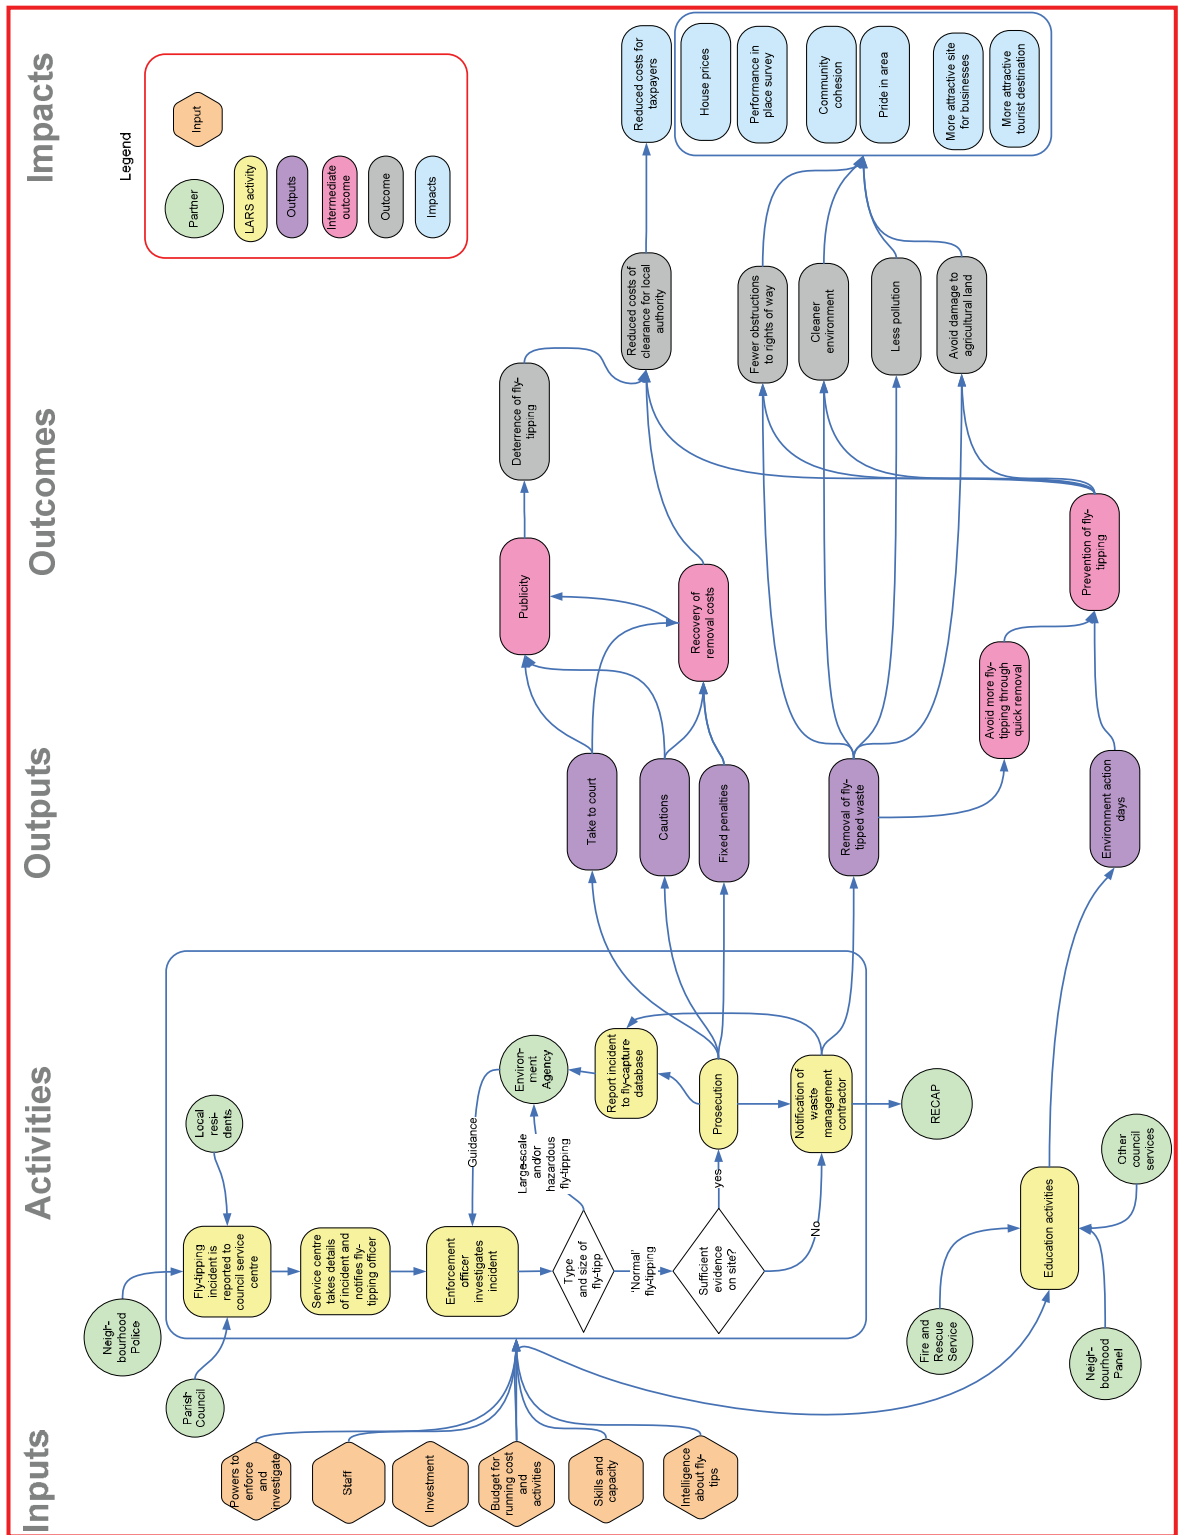 Inputs
Activities
Outputs
Outcomes
Impacts
Legend
Partner
Input
LARS activity
Outputs
Intermediate
outcome
Outcome
Impacts
Powers to
enforce
and
investigate
Staff
Investment
Budget for
running cost
and
activities
Skills and
capacity
Intelligence
about fly-
tips
Parish
Council
Neigh-
bourhood
Police
Local
resi-
dents
Fly-tipping
incident is
reported to
council service
centre
Service centre
takes details
of incident and
notifies fly-
tipping officer
Enforcement
officer
investigates
incident
Guidance
Type
and size of
fly-tipp
Large-scale
and/or
hazardous
fly-tipping
Environ-
ment
Agency
'Normal'
fly-tipping
Sufficient
evidence
on site?
yes
No
Report incident
to fly-capture
database
Prosecution
Notification of
waste
management
contractor
RECAP
Fire and
Rescue
Service
Neigh-
bourhood
Panel
Other
council
services
Education activities
Take to court
Cautions
Fixed penalties
Removal of fly-
tipped waste
Environment action
days
Publicity
Recovery of
removal costs
Avoid more fly-
tipping through
quick removal
Prevention of fly-
tipping
Deterrence of fly-
tipping
Reduced costs of
clearance for local
authority
Fewer obstructions
to rights of way
Cleaner
environment
Less pollution
Avoid damage to
agricultural land
Reduced costs for
taxpayers
House prices
Performance in
place survey
Community
cohesion
Pride in area
More attractive site
for businesses
More attractive
tourist destination